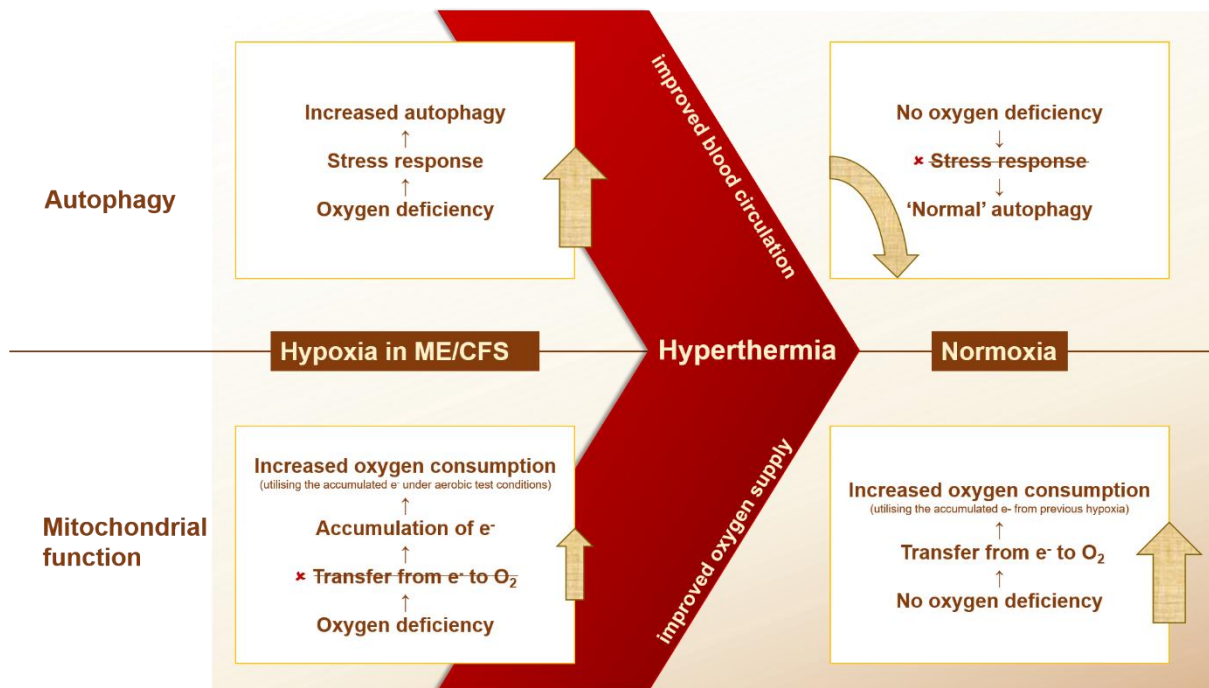 Autophagy
Increased autophagy
↑
Stress response
↑
Oxygen deficiency
improved blood circulation
No oxygen deficiency
↓
✘ Stress response
↓
‘Normal’ autophagy
Hypoxia in ME/CFS
Hyperthermia
Normoxia
Mitochondrial
function
Increased oxygen consumption
(utilising the accumulated e⁻ under aerobic test conditions)
↑
Accumulation of e⁻
↑
✘ Transfer from e⁻ to O₂
↑
Oxygen deficiency
improved oxygen supply
Increased oxygen consumption
(utilising the accumulated e- from previous hypoxia)
↑
Transfer from e⁻ to O₂
↑
No oxygen deficiency